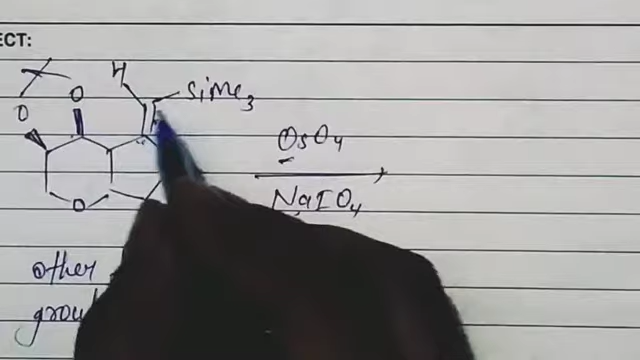 ECT:
H
SiMe3
O
O
OsO4
NaIO4
O
other
grou